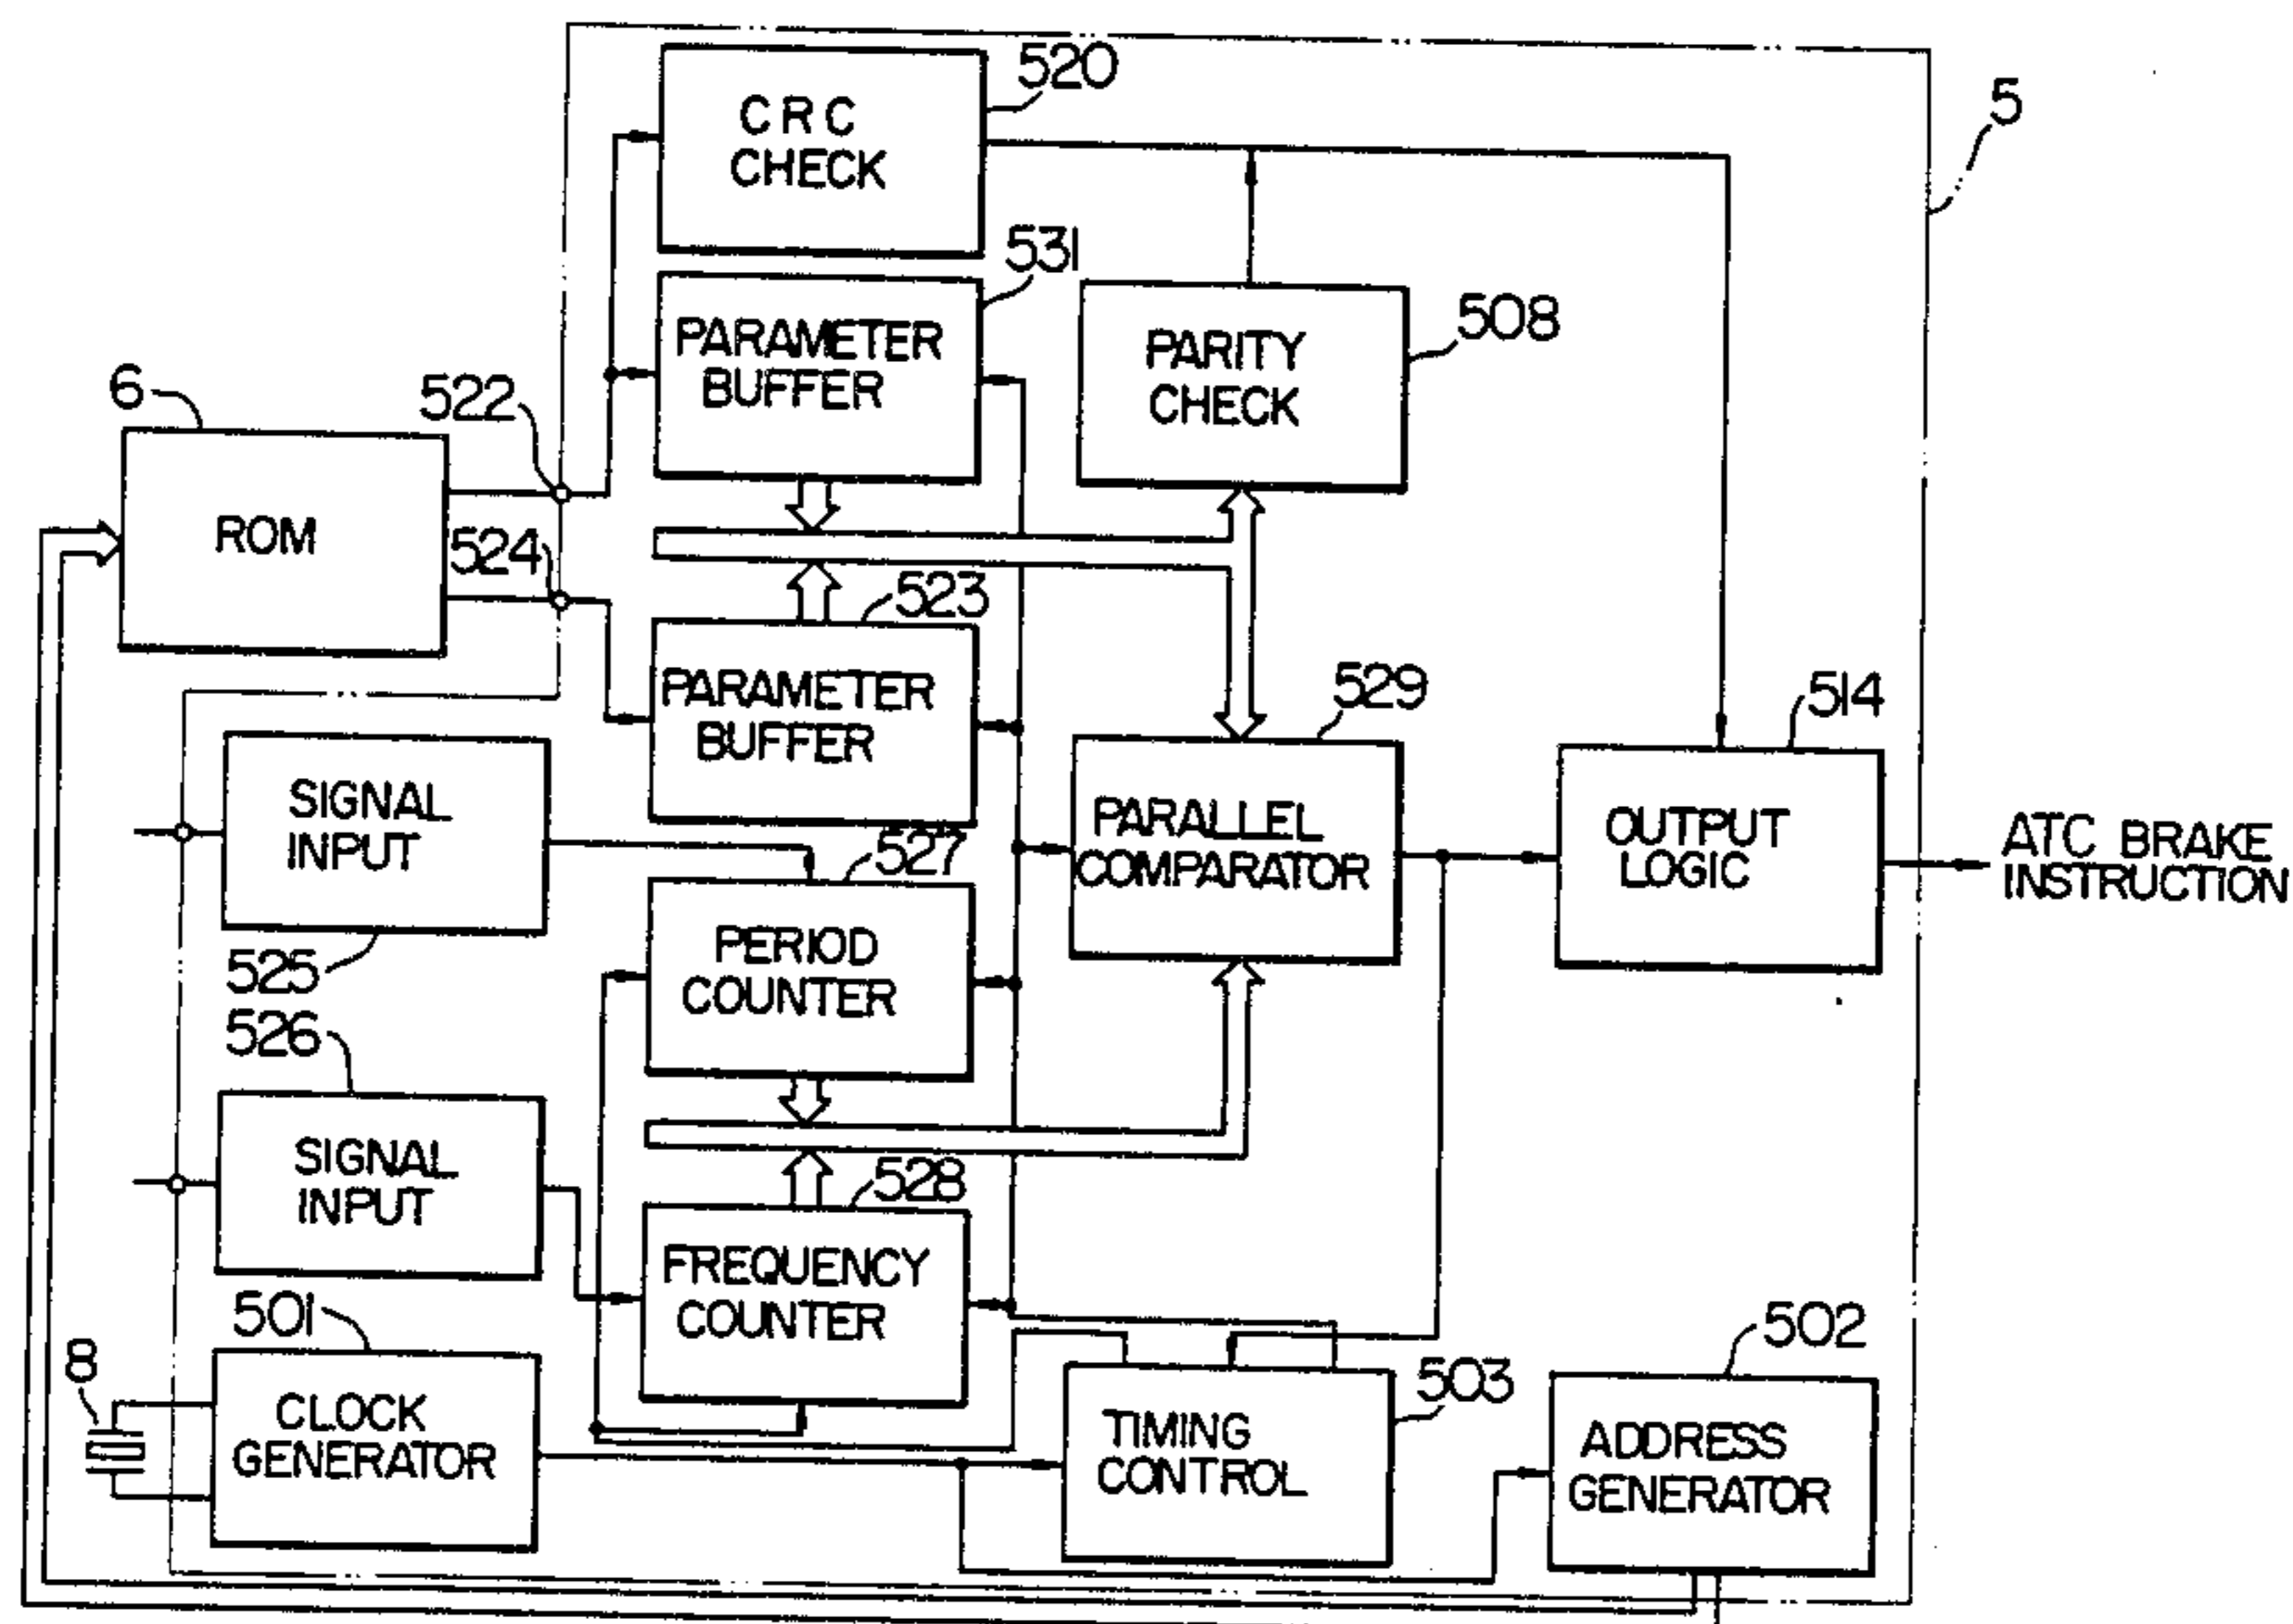 520
CRC
CHECK
5
531
PARAMETER
BUFFER
508
PARITY
CHECK
6
522
ROM
524
523
PARAMETER
BUFFER
529
514
SIGNAL
INPUT
527
PARALLEL
COMPARATOR
OUTPUT
LOGIC
ATC BRAKE
INSTRUCTION
525
PERIOD
COUNTER
526
SIGNAL
INPUT
528
FREQUENCY
COUNTER
501
502
8
503
CLOCK
GENERATOR
TIMING
CONTROL
ADDRESS
GENERATOR